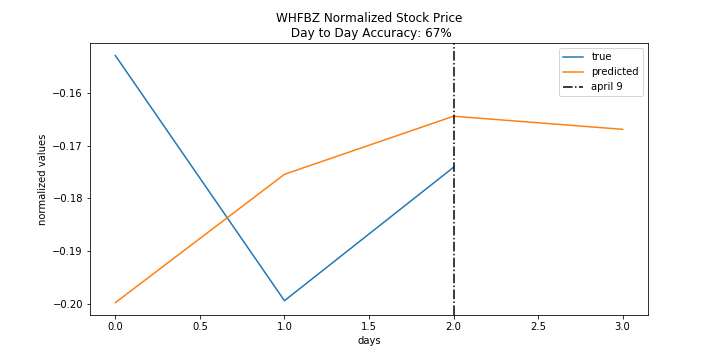 WHFBZ Normalized Stock Price
Day to Day Accuracy: 67%
true
predicted
april 9
−0.16
−0.17
−0.18
−0.19
−0.20
normalized values
0.0
0.5
1.0
1.5
2.0
2.5
3.0
days